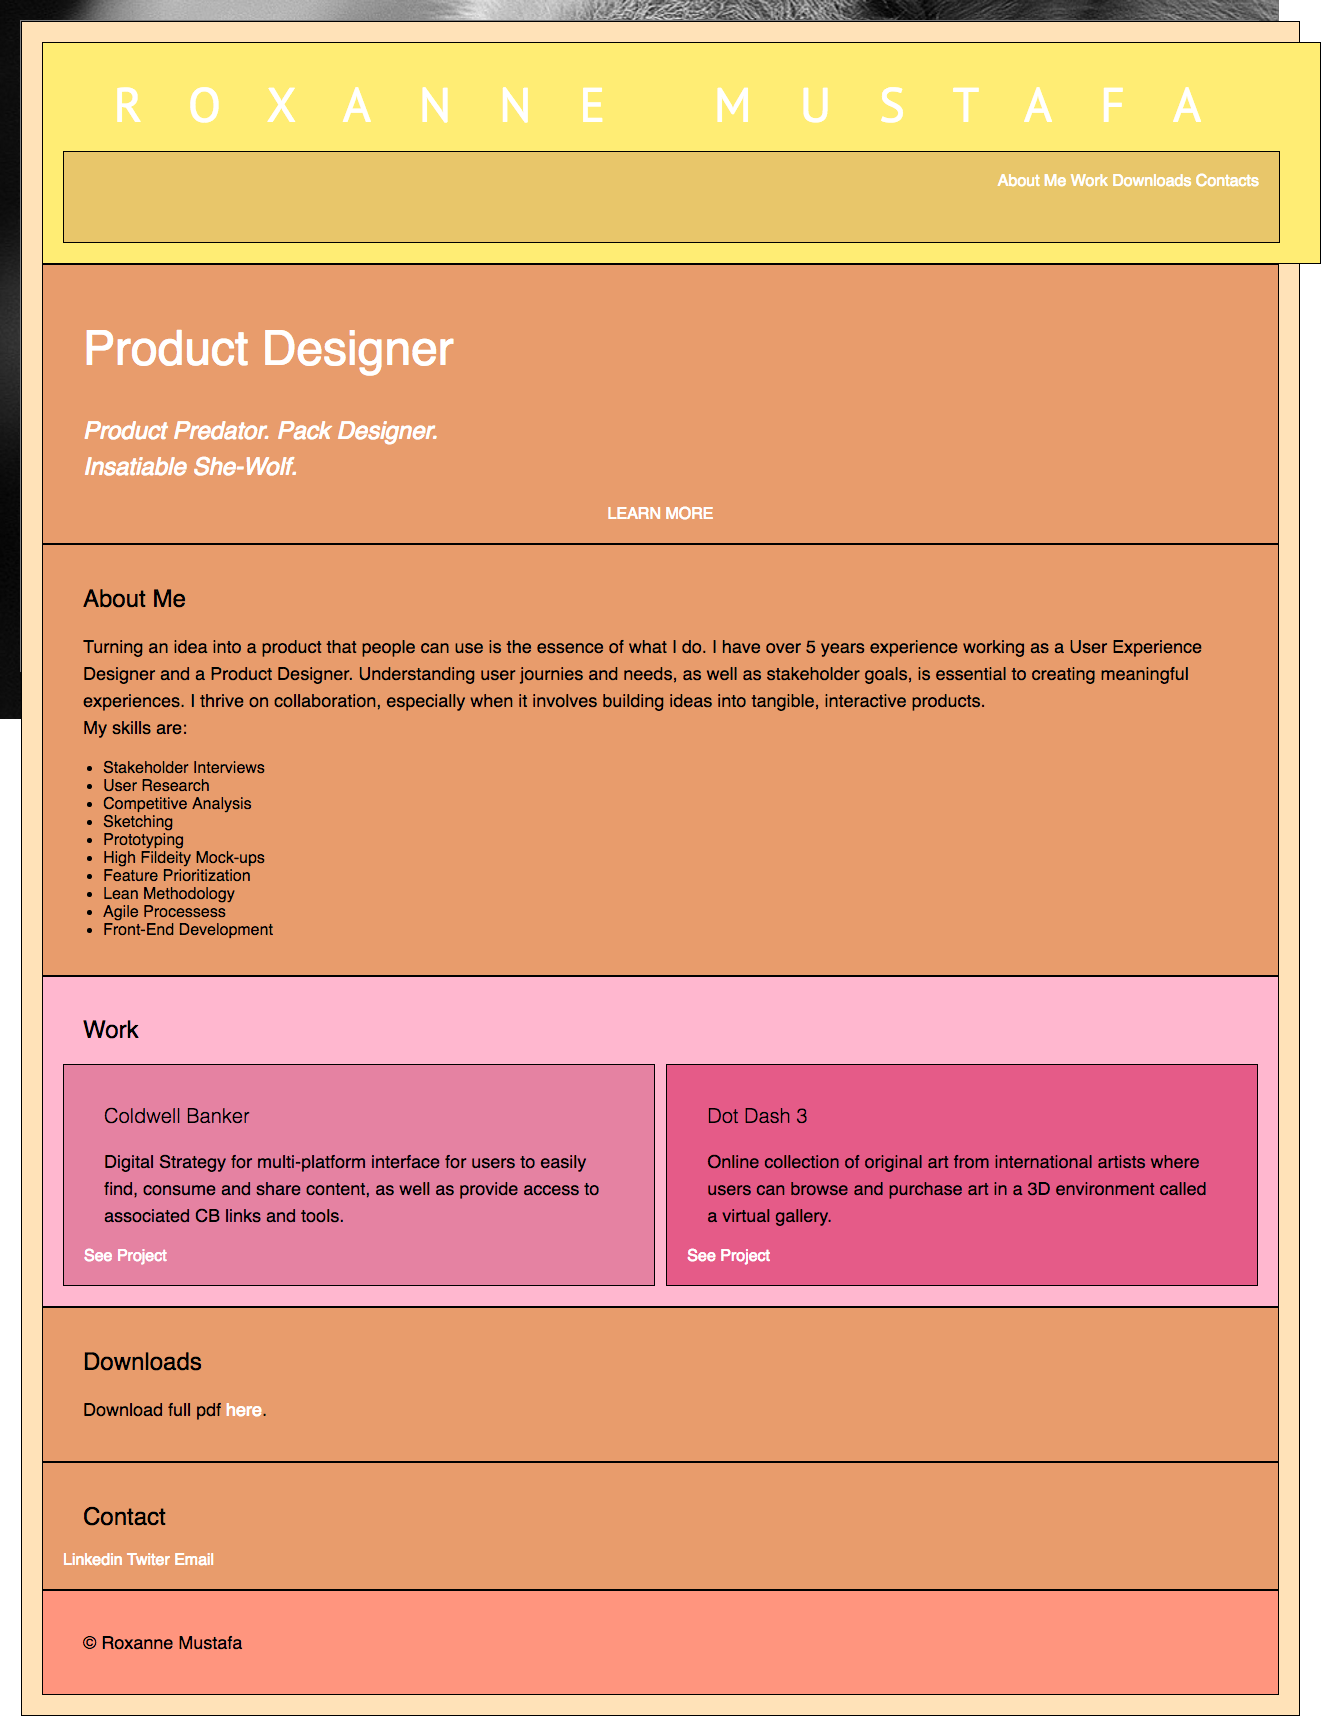 ROXANNE MUSTAFA
About Me Work Downloads Contacts
Product Designer
Product Predator. Pack Designer.
Insatiable She-Wolf.
LEARN MORE
About Me
Turning an idea into a product that people can use is the essence of what I do. I have over 5 years experience working as a User Experience
Designer and a Product Designer. Understanding user journies and needs, as well as stakeholder goals, is essential to creating meaningful
experiences. I thrive on collaboration, especially when it involves building ideas into tangible, interactive products.
My skills are:
• Stakeholder Interviews
• User Research
• Competitive Analysis
• Sketching
• Prototyping
• High Fildeity Mock-ups
• Feature Prioritization
• Lean Methodology
• Agile Processess
• Front-End Development
Work
Coldwell Banker
Digital Strategy for multi-platform interface for users to easily
find, consume and share content, as well as provide access to
associated CB links and tools.
See Project
Dot Dash 3
Online collection of original art from international artists where
users can browse and purchase art in a 3D environment called
a virtual gallery.
See Project
Downloads
Download full pdf here.
Contact
Linkedin Twiter Email
© Roxanne Mustafa